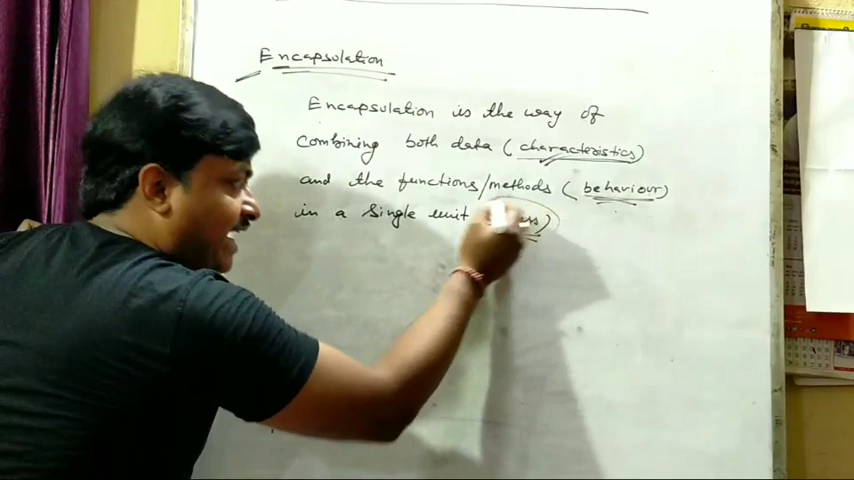 Encapsulation
Encapsulation is the way of
combining both data (characteristics)
and the functions/methods (behaviour)
in a single unit